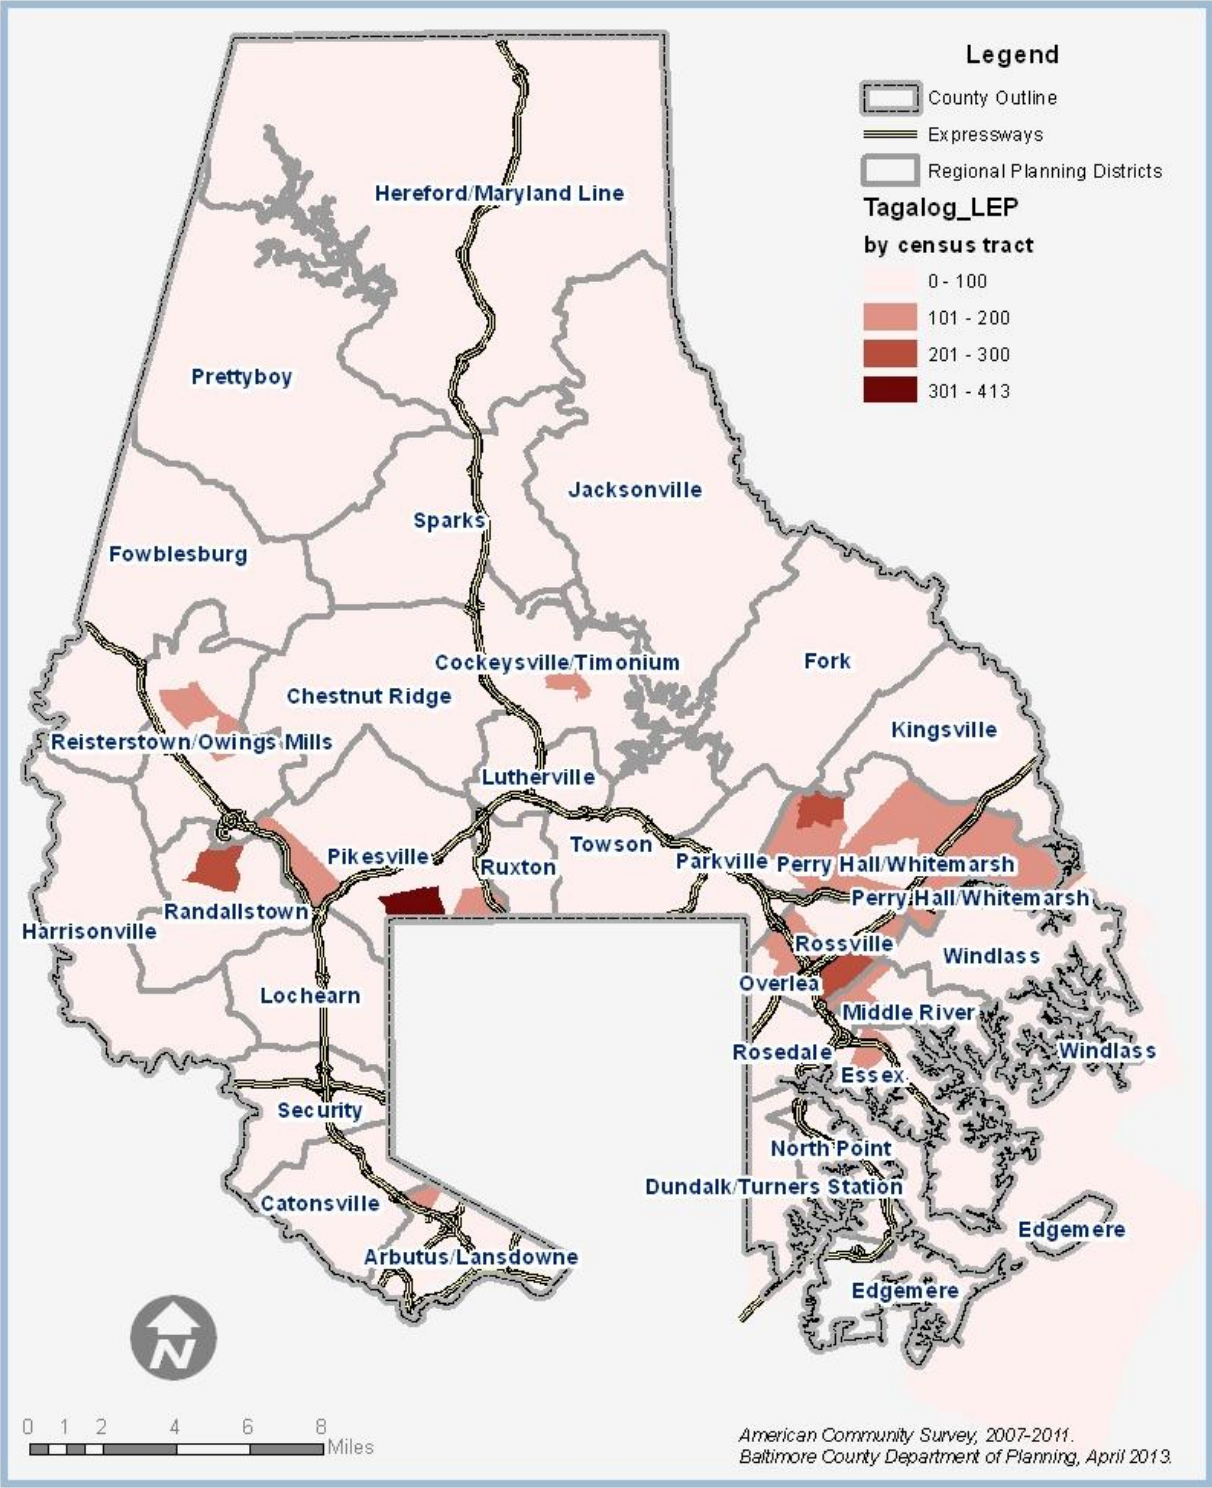 Legend
County Outline
Expressways
Regional Planning Districts
Tagalog_LEP
by census tract
0 - 100
101 - 200
201 - 300
301 - 413
Hereford/Maryland Line
Prettyboy
Jacksonville
Sparks
Fowblesburg
Cockeysville/Timonium
Fork
Chestnut Ridge
Kingsville
Reisterstown/Owings Mills
Lutherville
Towson
Pikesville
Ruxton
Parkville
Perry Hall/Whitemarsh
Perry Hall/Whitemarsh
Randallstown
Harrisonville
Rossville
Windlass
Overlea
Lochearn
Middle River
Rosedale
Windlass
Essex
Security
North Point
Dundalk/Turners Station
Catonsville
Edgemere
Arbutus/Lansdowne
Edgemere
N
0 1 2 4 6 8
Miles
American Community Survey, 2007-2011.
Baltimore County Department of Planning, April 2013.